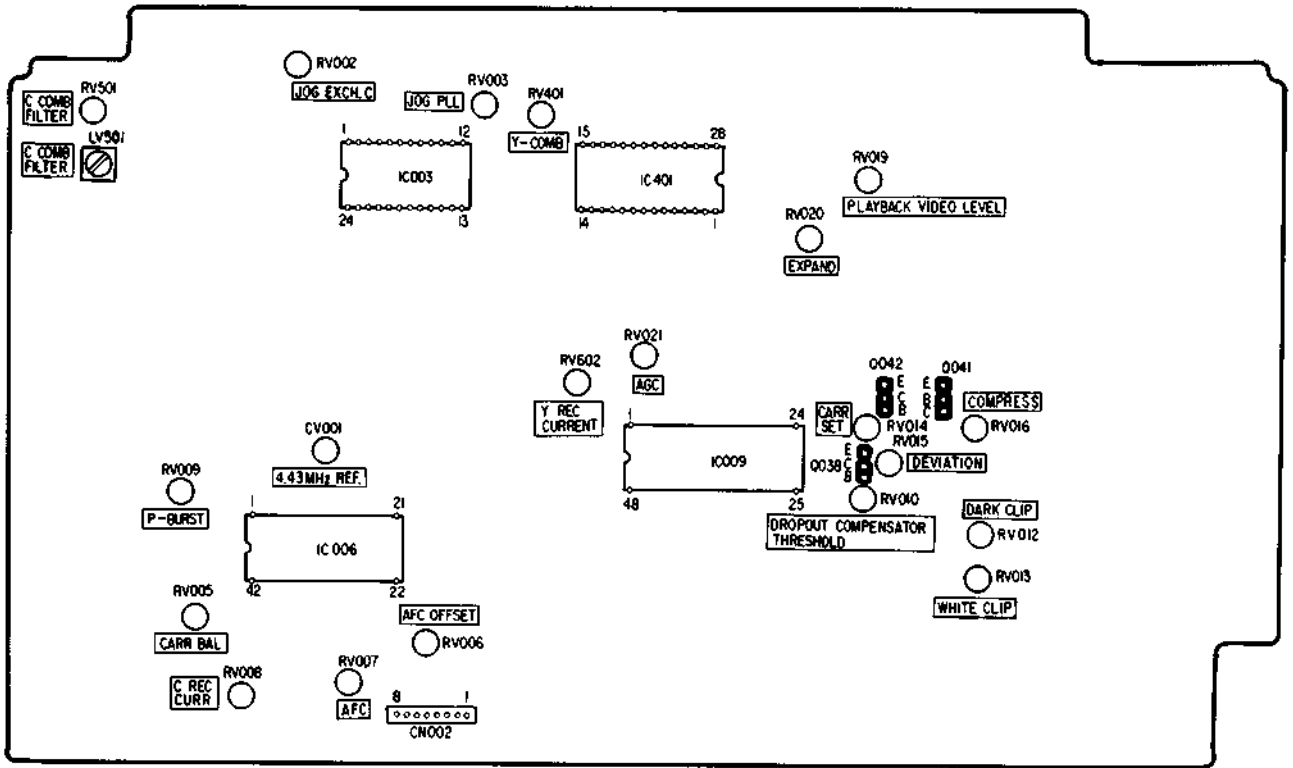 RV002
JOG EXCH. C
RV003
JOG PLL
RV401
Y-COMB
RV501
C COMB
FILTER
LV501
C COMB
FILTER
1
12
IC003
24
13
15
28
IC401
14
1
RV019
PLAYBACK VIDEO LEVEL
RV020
EXPAND
RV021
AGC
RV602
Y REC
CURRENT
Q042
E
C
B
Q041
E
B
C
COMPRESS
RV016
CARR
SET
RV014
RV015
DEVIATION
1
24
IC009
48
25
Q038
E
C
B
RV010
DROPOUT COMPENSATOR
THRESHOLD
DARK CLIP
RV012
RV013
WHITE CLIP
CV001
4.43MHz REF.
RV009
P-BURST
1
21
IC006
42
22
RV005
CARR BAL
AFC OFFSET
RV006
RV007
AFC
C REC
CURR
RV008
8
1
CN002